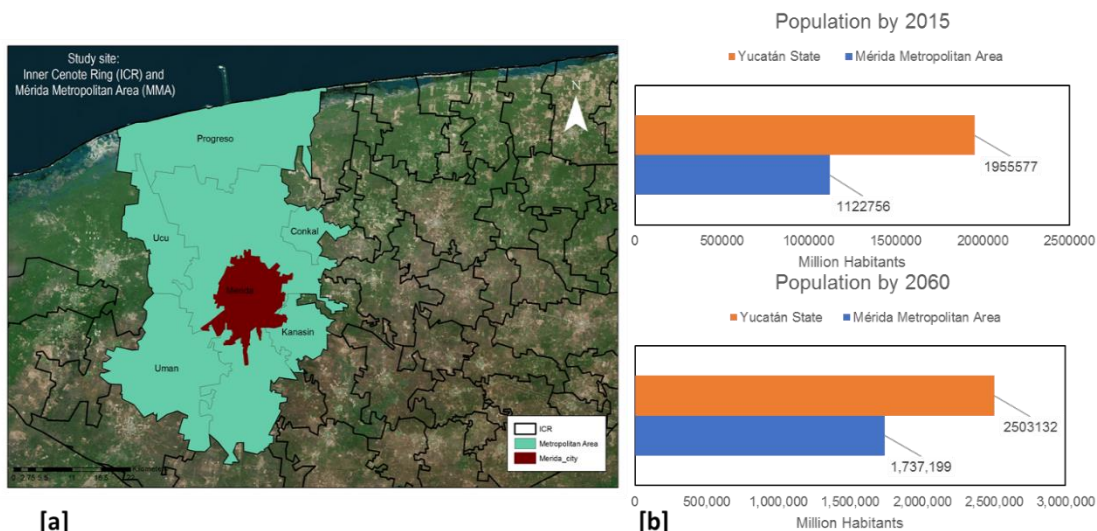 Study site:
Inner Cenote Ring (ICR) and
Mérida Metropolitan Area (MMA)
N
Progreso
Ucu
Conkal
Kanasin
Uman
ICR
Metropolitan Area
Merida_city
[a]
Population by 2015
Yucatán State
Mérida Metropolitan Area
1955577
1122756
0 500000 1000000 1500000 2000000 2500000
Million Habitants
Population by 2060
Yucatán State
Mérida Metropolitan Area
2503132
1,737,199
0 500,000 1,000,000 1,500,000 2,000,000 2,500,000 3,000,000
Million Habitants
[b]